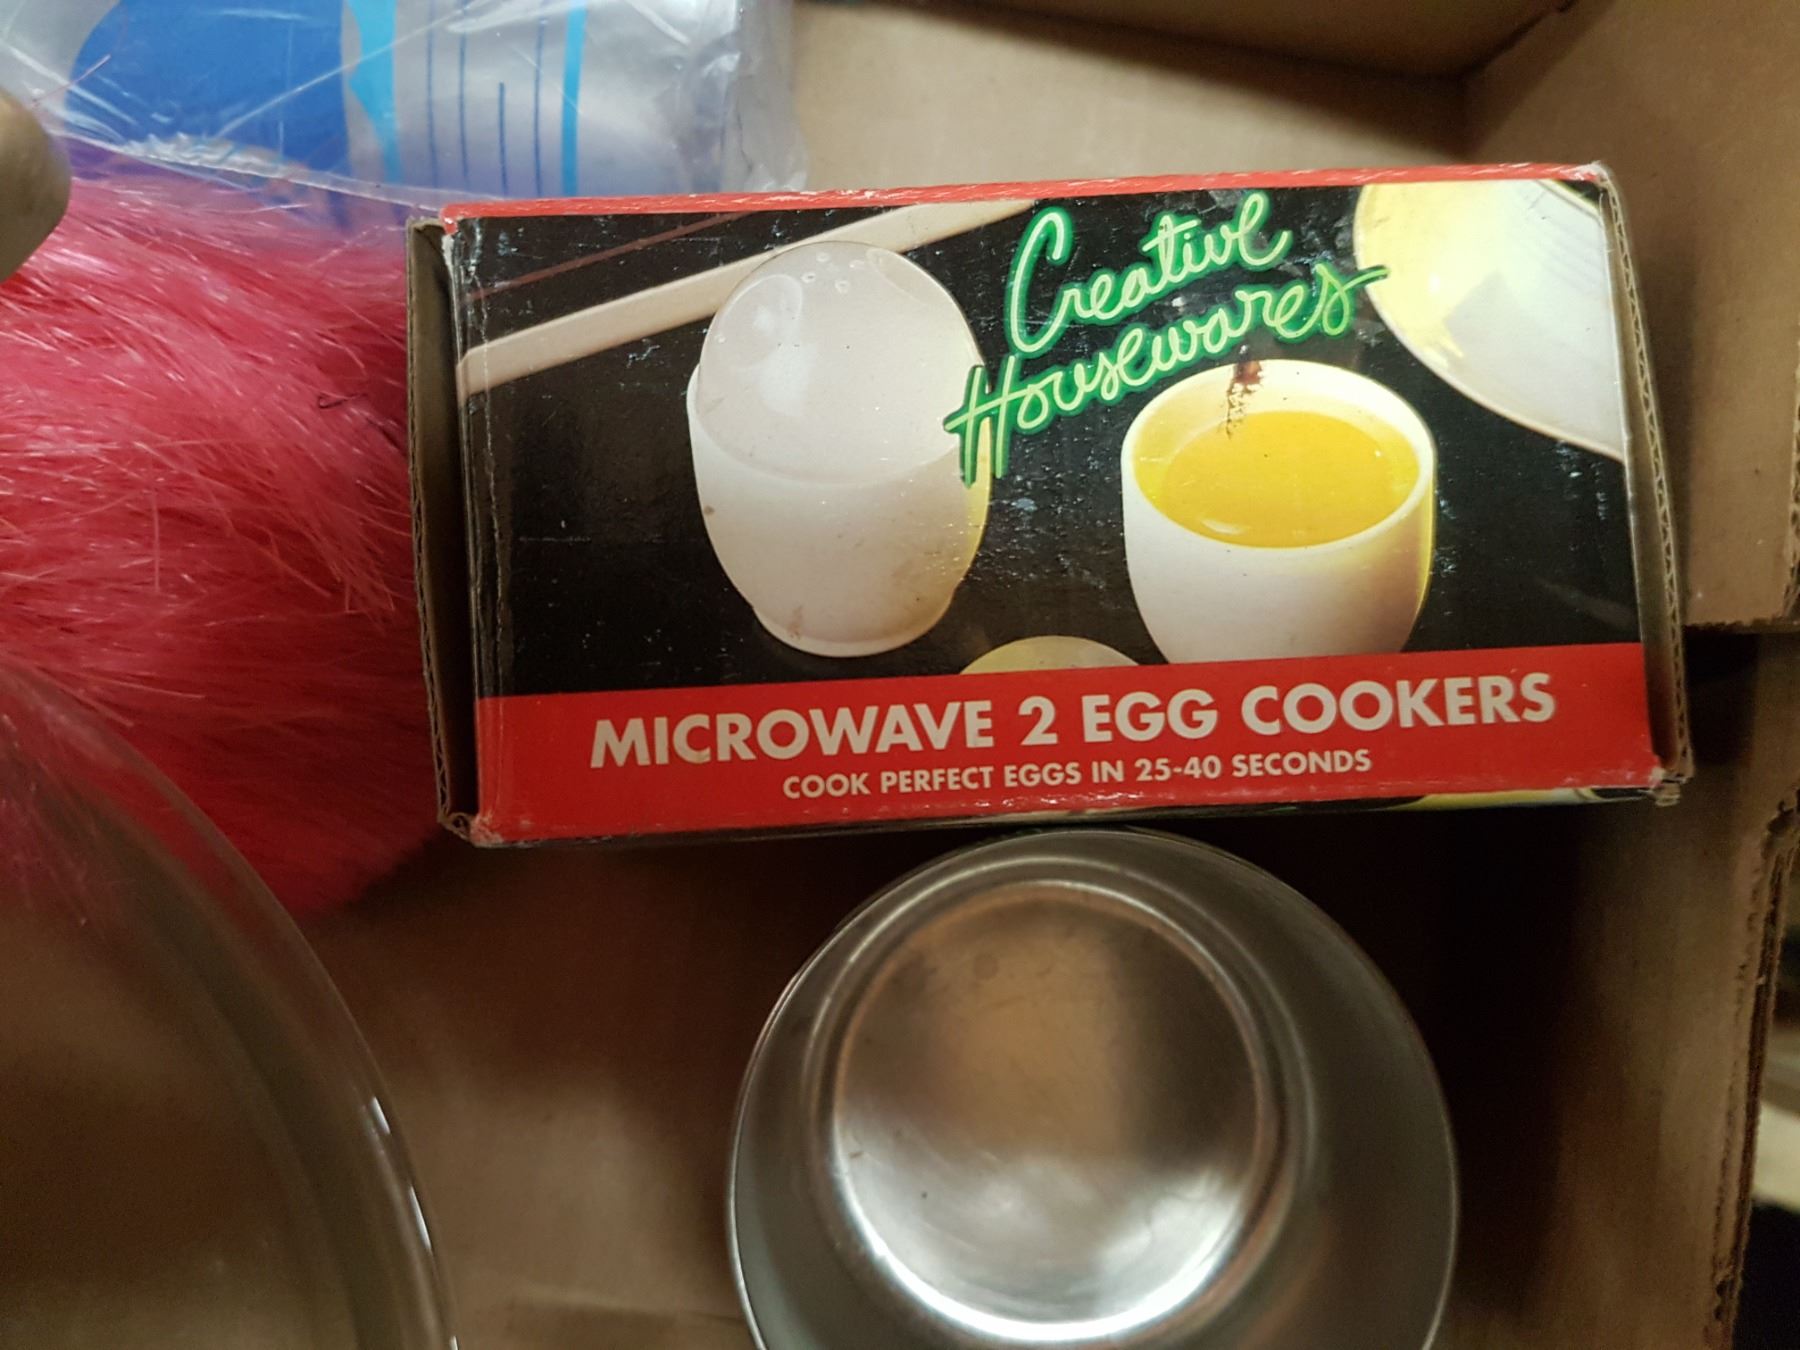 Creative
Housewares
MICROWAVE 2 EGG COOKERS
COOK PERFECT EGGS IN 25-40 SECONDS